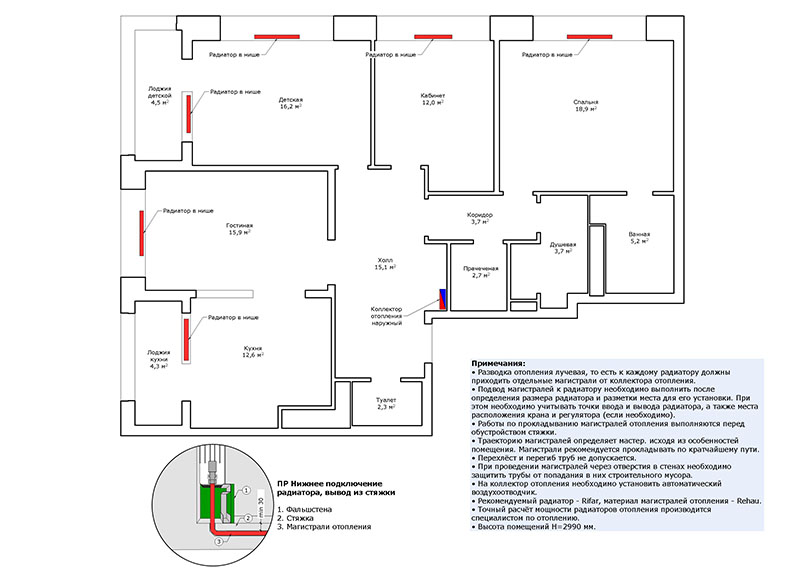 Радиатор в нише
Радиатор в нише
Радиатор в нише
Лоджия
детской
4,5 м²
Радиатор в нише
Детская
16,2 м²
Кабинет
12,0 м²
Спальня
18,9 м²
Радиатор в нише
Гостиная
15,9 м²
Коридор
3,7 м²
Ванная
5,2 м²
Душевая
3,7 м²
Холл
15,1 м²
Прачечная
2,7 м²
Коллектор
отопления
наружный
Радиатор в нише
Лоджия
кухни
4,3 м²
Кухня
12,6 м²
Туалет
2,3 м²
Примечания:
• Разводка отопления лучевая, то есть к каждому радиатору должны
приходить отдельные магистрали от коллектора отопления.
• Подвод магистралей к радиатору необходимо выполнить после
определения размера радиатора и разметки места для его установки. При
этом необходимо учитывать точки ввода и вывода радиатора, а также места
расположения крана и регулятора (если необходимо).
• Работы по прокладыванию магистралей отопления выполняются перед
обустройством стяжки.
• Траекторию магистралей определяет мастер. исходя из особенностей
помещения. Магистрали рекомендуется прокладывать по кратчайшему пути.
• Перехлёст и перегиб труб не допускается.
• При проведении магистралей через отверстия в стенах необходимо
защитить трубы от попадания в них строительного мусора.
• На коллектор отопления необходимо установить автоматический
воздухоотводчик.
• Рекомендуемый радиатор - Rifar, материал магистралей отопления - Rehau.
• Точный расчёт мощности радиаторов отопления производится
специалистом по отоплению.
• Высота помещений H=2990 мм.
ПР Нижнее подключение
радиатора, вывод из стяжки
1. Фальшстена
2. Стяжка
3. Магистрали отопления
1
2
3
min 30